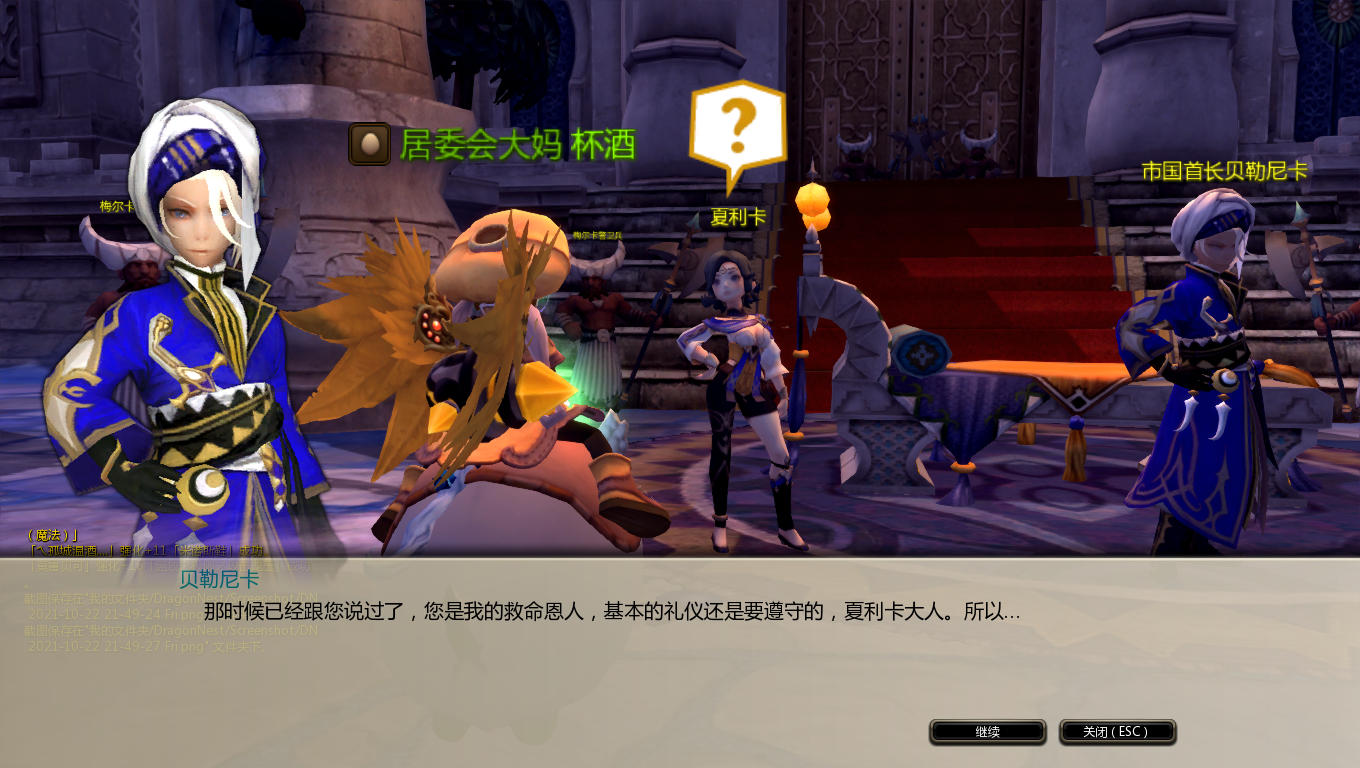 居委会大妈 杯酒
市国首长贝勒尼卡
梅尔卡
夏利卡
梅尔卡警卫兵
(魔法)」
贝勒尼卡
截图保存在"我的文件夹/DragonNest/Screenshot/DN
2021-10-22 21-49-24 Fri.png"
那时候已经跟您说过了，您是我的救命恩人，基本的礼仪还是要遵守的，夏利卡大人。所以...
截图保存在"我的文件夹/DragonNest/Screenshot/DN
2021-10-22 21-49-27 Fri.png" 文件夹下。
继续
关闭 ( ESC )